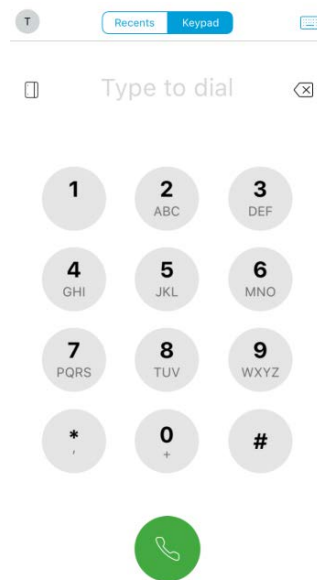 T Recents Keypad
Type to dial
1 2 3
ABC DEF
4 5 6
GHI JKL MNO
7 8 9
PQRS TUV WXYZ
* 0 #
, +